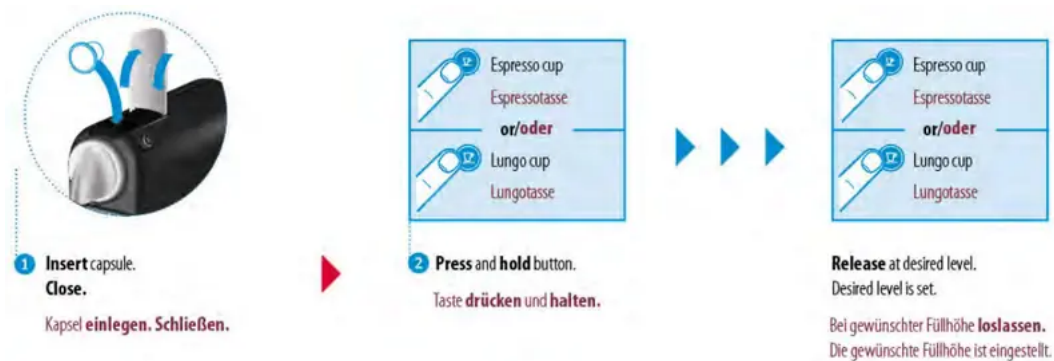 Espresso cup
Espressotasse
or/oder
Lungo cup
Lungotasse
Espresso cup
Espressotasse
or/oder
Lungo cup
Lungotasse
1 Insert capsule.
Close.
Kapsel einlegen. Schließen.
2 Press and hold button.
Taste drücken und halten.
Release at desired level.
Desired level is set.
Bei gewünschter Füllhöhe loslassen.
Die gewünschte Füllhöhe ist eingestellt.